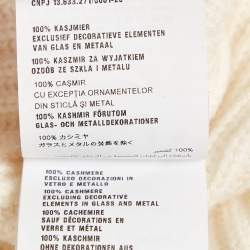 CNPJ 13.633.271/0001-20
100% KASJMIER
EXCLUSIEF DECORATIEVE ELEMENTEN
VAN GLAS EN METAAL
100% KASZMIR ZA WYJĄTKIEM
OZDÓB ZE SZKŁA I METALU
100% CAŞMIR
CU EXCEPŢIA ORNAMENTELOR
DIN STICLĂ ŞI METAL
100% KASHMIR FÖRUTOM
GLAS- OCH METALLDEKORATIONER
100% カシミヤ
ガラスとメタルの装飾を除く
100%
100% CASHMERE
ESCLUSO DECORAZIONI IN
VETRO E METALLO
100% CASHMERE
EXCLUDING DECORATIVE
ELEMENTS IN GLASS AND METAL
100% CACHEMIRE
SAUF DÉCORATIONS EN
VERRE ET MÉTAL
100% KASCHMIR
OHNE DEKORATIONEN AUS